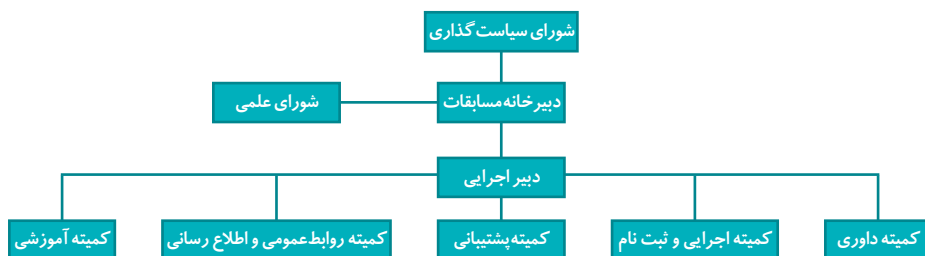 شورای سیاست گذاری
دبیرخانه مسابقات
شورای علمی
دبیر اجرایی
کمیته داوری
کمیته اجرایی و ثبت نام
کمیته پشتیبانی
کمیته روابط عمومی و اطلاع رسانی
کمیته آموزشی